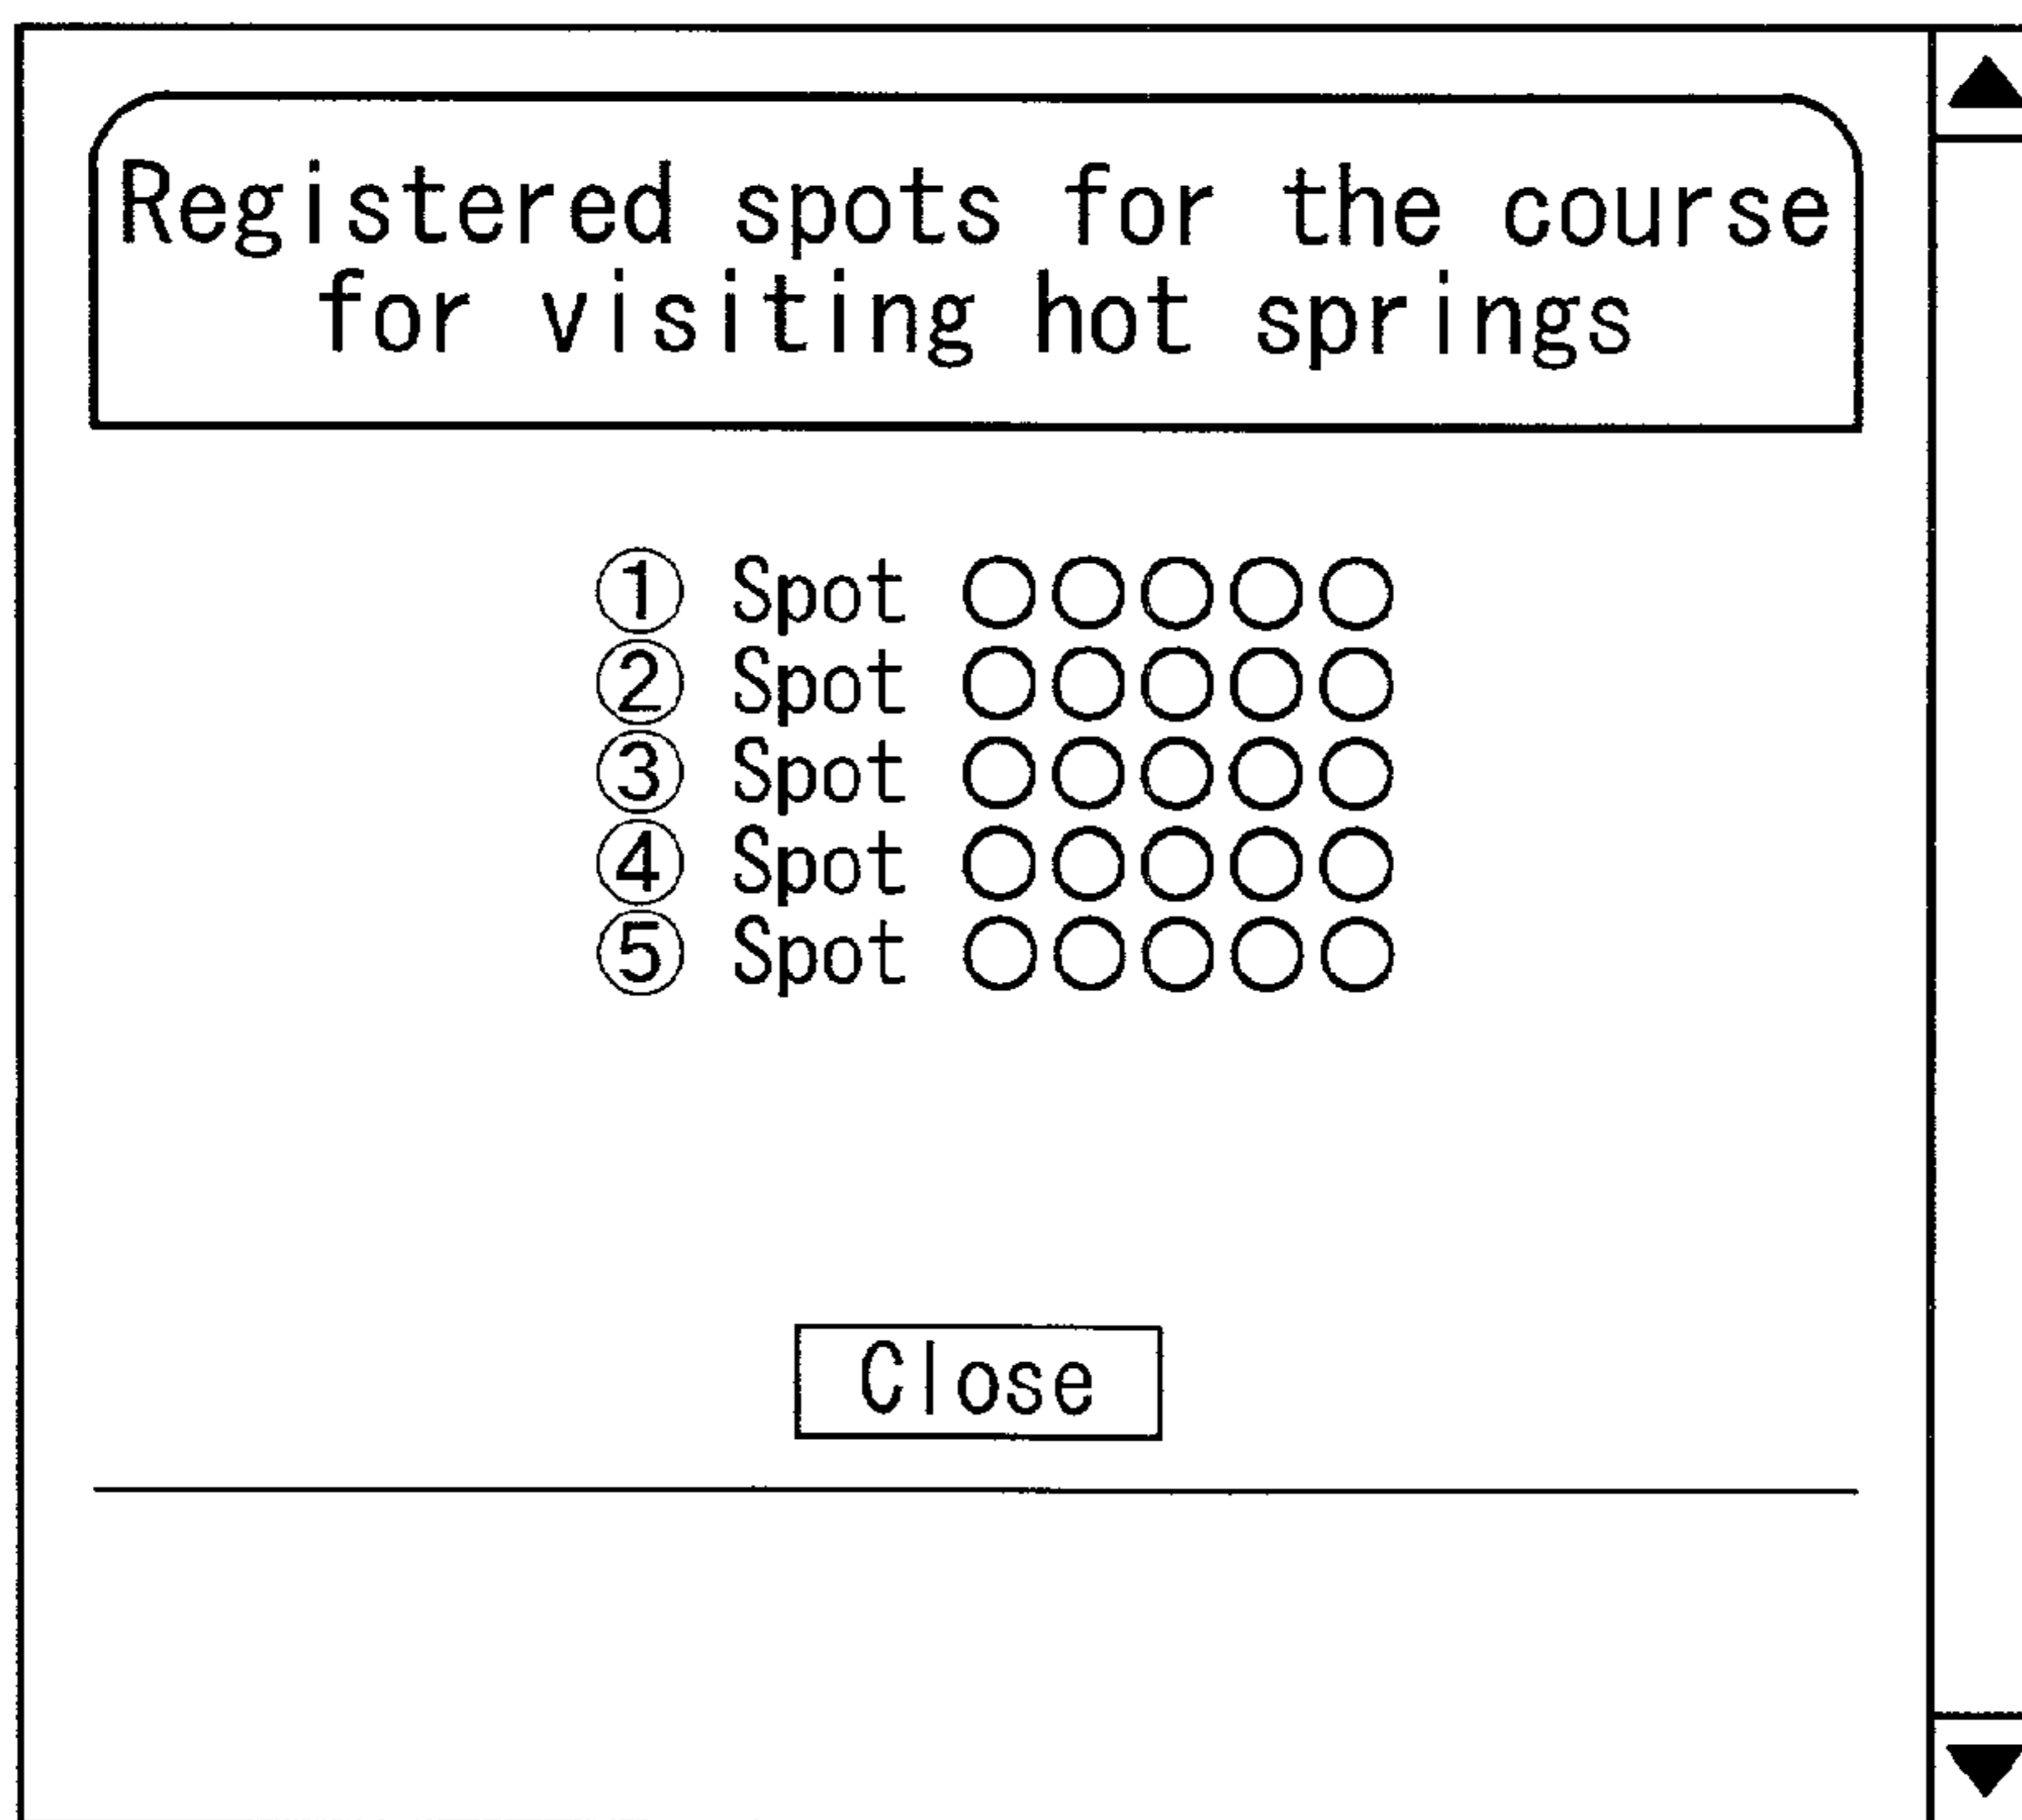 Registered spots for the course
for visiting hot springs
① Spot ○○○○○
② Spot ○○○○○
③ Spot ○○○○○
④ Spot ○○○○○
⑤ Spot ○○○○○
Close